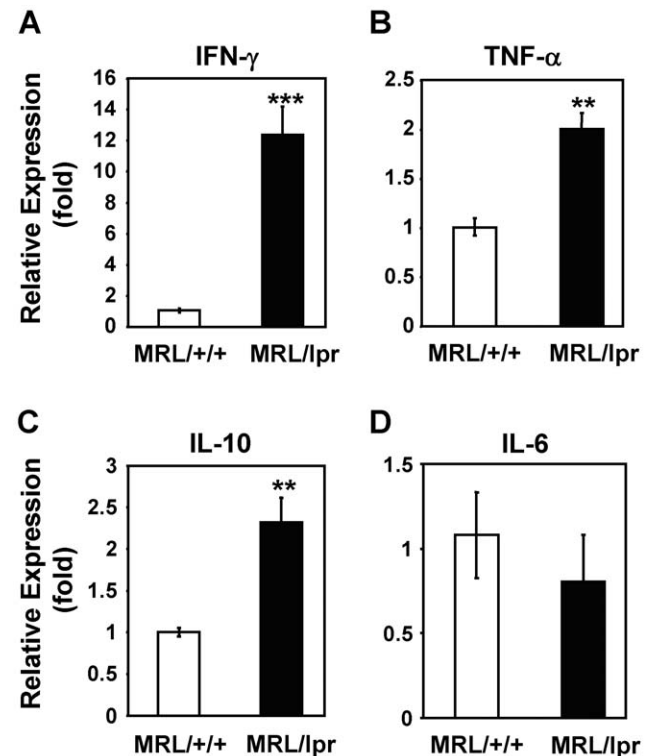 A
IFN-γ
Relative Expression
(fold)
16
14
12
10
8
6
4
2
0
***
MRL/+/+ MRL/lpr
B
TNF-α
2.5
2
1.5
1
0.5
0
**
MRL/+/+ MRL/lpr
C
IL-10
Relative Expression
(fold)
3
2.5
2
1.5
1
0.5
0
**
MRL/+/+ MRL/lpr
D
IL-6
1.5
1
0.5
0
MRL/+/+ MRL/lpr